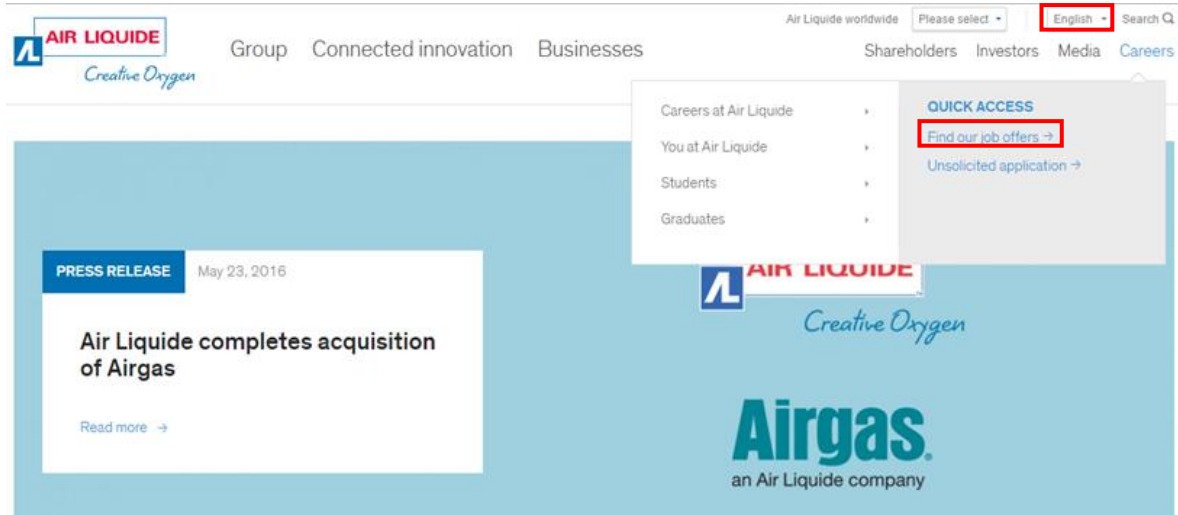 Air Liquide worldwide Please select English Search
AIR LIQUIDE
Creative Oxygen
Group Connected innovation Businesses
Shareholders Investors Media Careers
Careers at Air Liquide
You at Air Liquide
Students
Graduates
QUICK ACCESS
Find our job offers →
Unsolicited application →
PRESS RELEASE May 23, 2016
Air Liquide completes acquisition
of Airgas
Read more →
AIR LIQUIDE
Creative Oxygen
Airgas.
an Air Liquide company